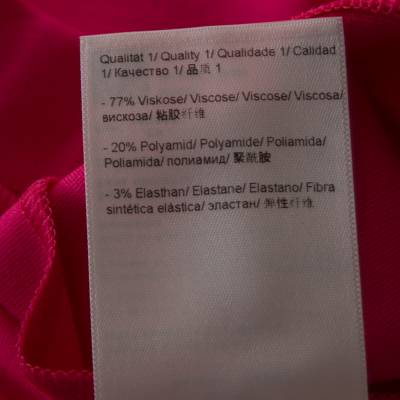 Qualität 1/ Quality 1/ Qualidade 1/ Calidad
1/ Качество 1/ 品质 1
- 77% Viskose/ Viscose/ Viscose/ Viscosa/
вискоза/ 粘胶纤维
- 20% Polyamid/ Polyamide/ Poliamida/
Poliamida/ полиамид/ 聚酰胺
- 3% Elasthan/ Elastane/ Elastano/ Fibra
sintética elástica/ эластан/ 弹性纤维